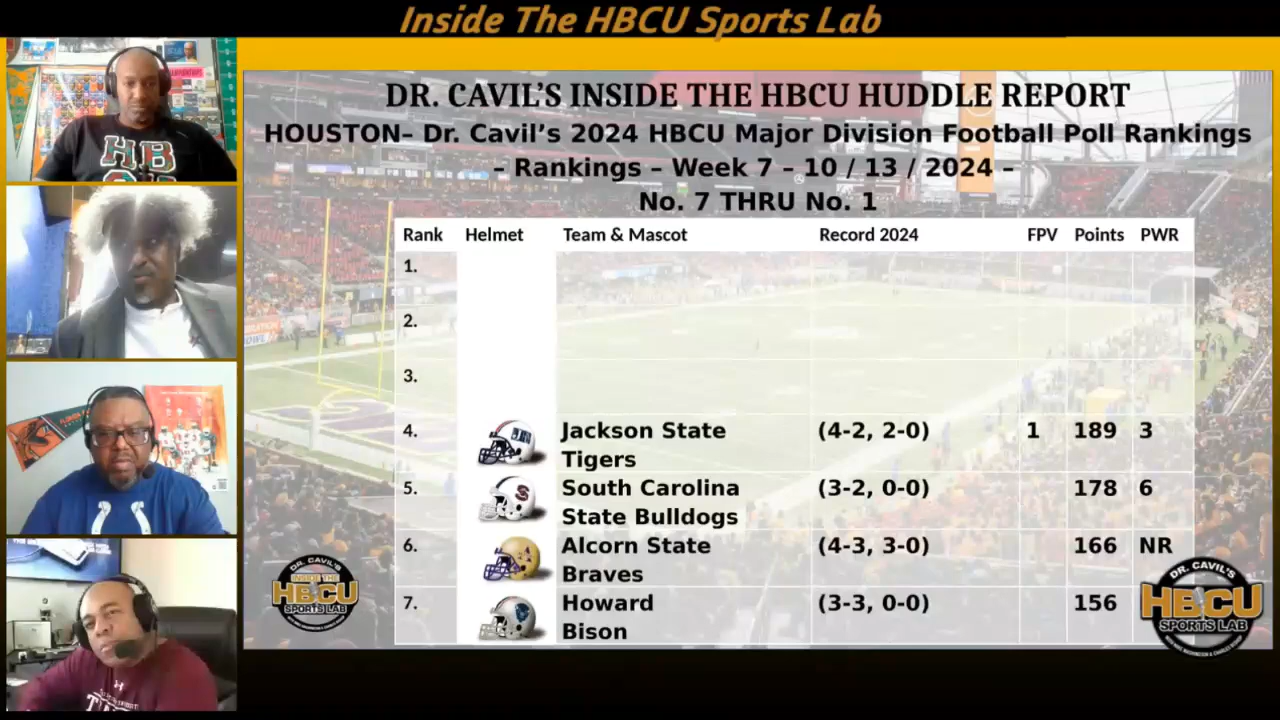 Inside The HBCU Sports Lab
DR. CAVIL'S INSIDE THE HBCU HUDDLE REPORT
HOUSTON– Dr. Cavil's 2024 HBCU Major Division Football Poll Rankings
– Rankings – Week 7 – 10 / 13 / 2024 –
No. 7 THRU No. 1
Rank Helmet Team & Mascot Record 2024 FPV Points PWR
1.
2.
3.
4. Jackson State (4-2, 2-0) 1 189 3
Tigers
5. South Carolina (3-2, 0-0) 178 6
State Bulldogs
6. Alcorn State (4-3, 3-0) 166 NR
Braves
7. Howard (3-3, 0-0) 156
Bison
DR. CAVIL'S
INSIDE THE
HBCU
SPORTS LAB
DR. CAVIL'S
INSIDE THE
HBCU
SPORTS LAB
HB